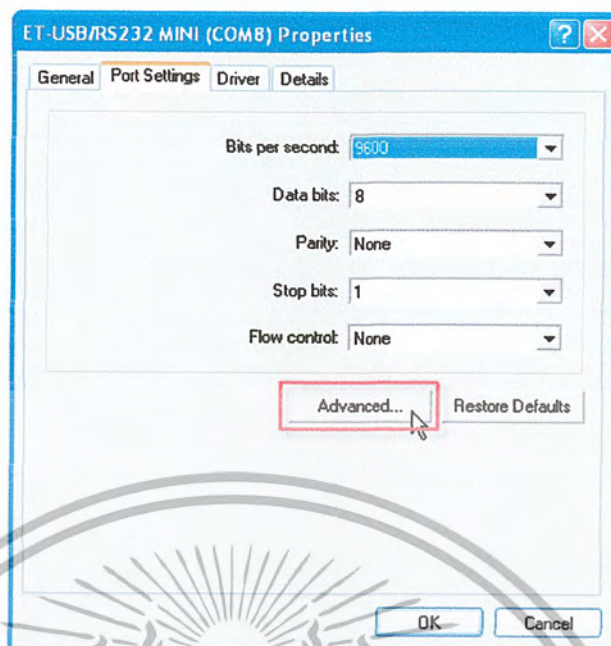 ET-USB/RS232 MINI (COM8) Properties
General Port Settings Driver Details
Bits per second: 9600
Data bits: 8
Parity: None
Stop bits: 1
Flow control: None
Advanced... Restore Defaults
OK Cancel